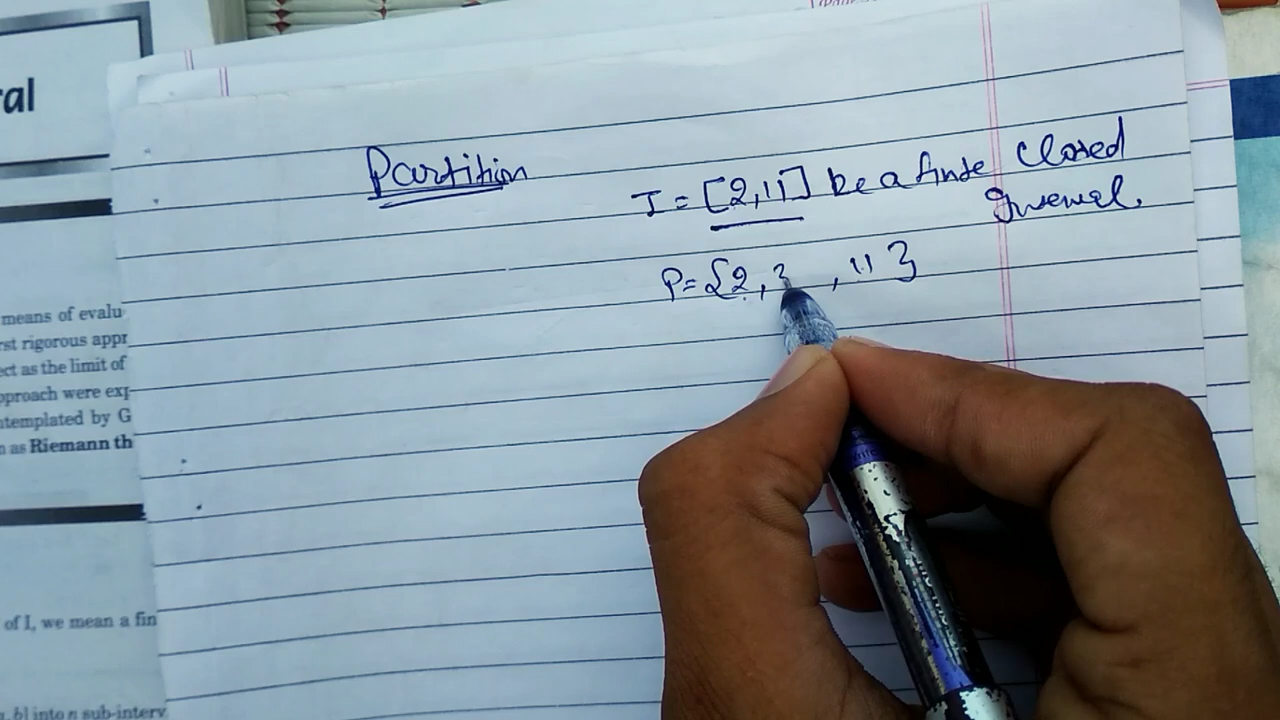 ral
means of evalu
rst rigorous appr
ect as the limit of
pproach were exp
ntemplated by G
n as Riemann th
of I, we mean a fin
, b] into n sub-interv
Partition
I = [2,11] be a finite closed
Interval.
P = {2, 3 , 11}